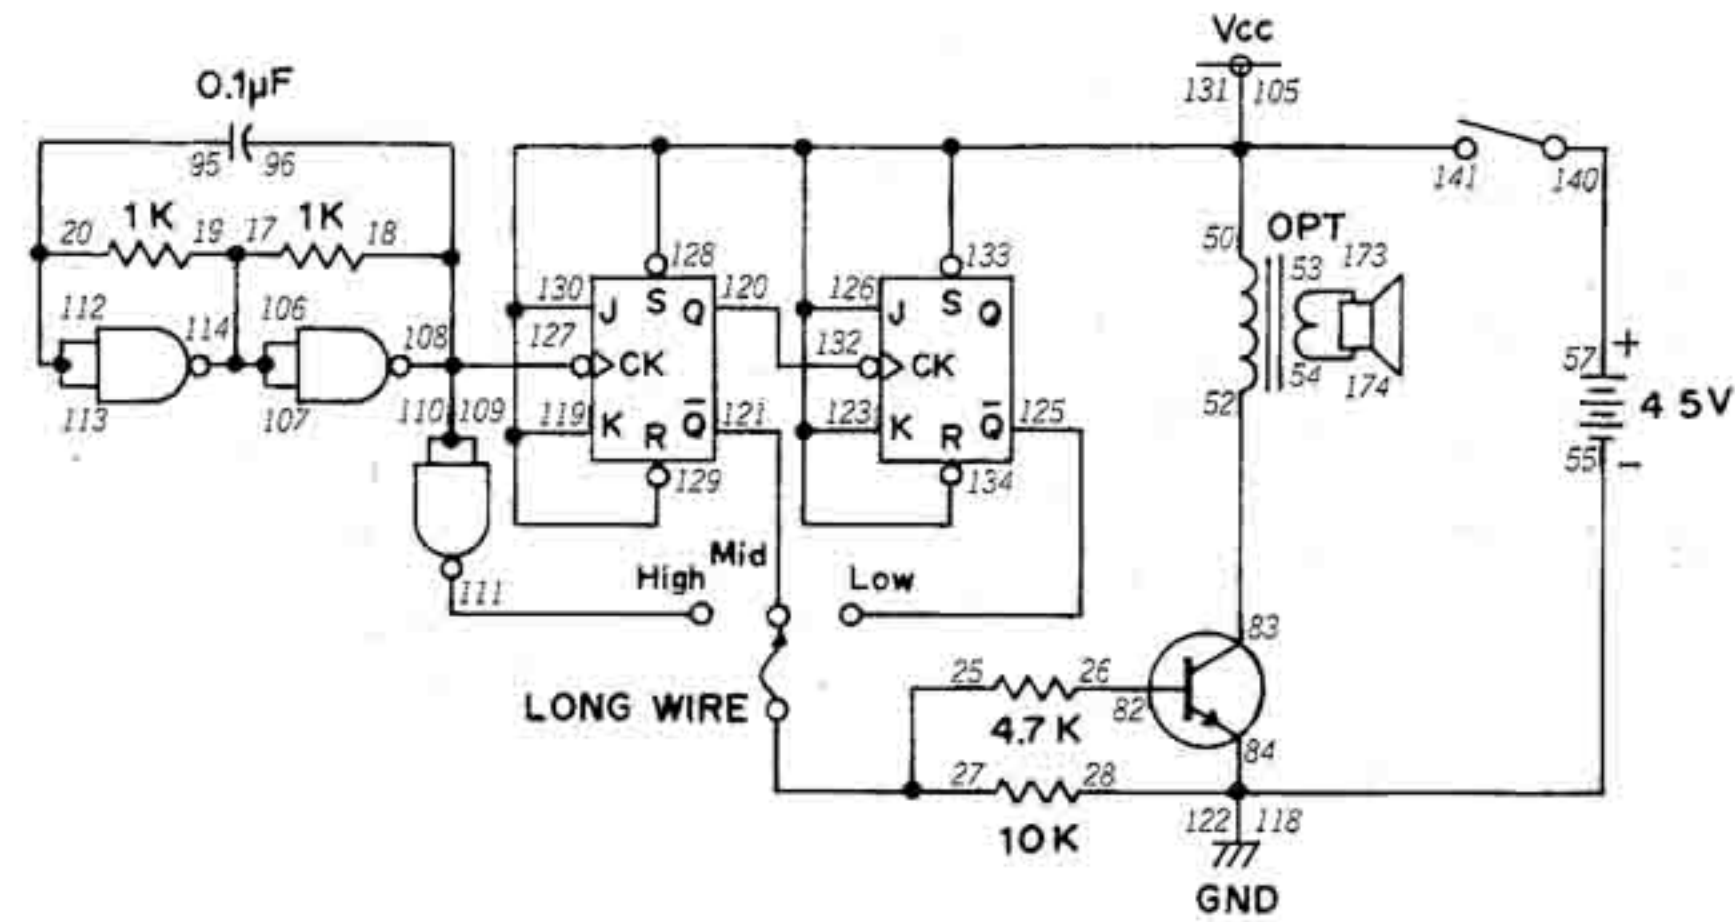 Vcc
131 105
0.1µF
95 96
141 140
20 1K 19 17 1K 18
50 OPT 53 173
128 133
130 J S Q 120 126 J S Q
112 114 106 108 127 CK 132 CK
57 +
4 5V
52 54 174
113 107 110 109 119 K R Q̅ 121 123 K R Q̅ 125
55 −
129 134
Mid
High Low
111
83
25 26
LONG WIRE 82
4.7K
84
27 28
10K
122 118
GND